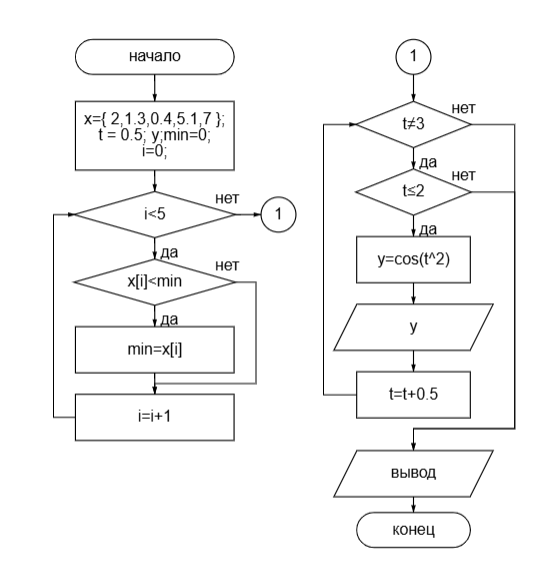 начало
x={ 2,1.3,0.4,5.1,7 };
t = 0.5; y;min=0;
i=0;
i<5
нет
1
да
x[i]<min
нет
да
min=x[i]
i=i+1
1
t≠3
нет
да
t≤2
нет
да
y=cos(t^2)
y
t=t+0.5
вывод
конец